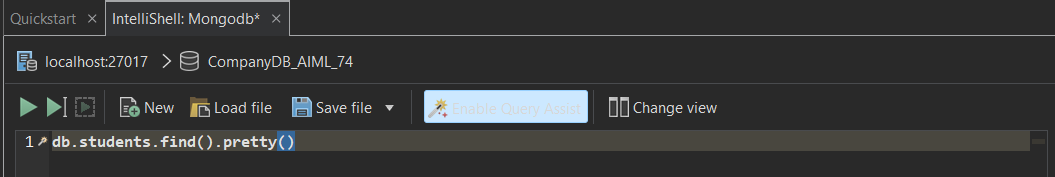 Quickstart × IntelliShell: Mongodb* ×
localhost:27017 > CompanyDB_AIML_74
New Load file Save file Enable Query Assist Change view
1 db.students.find().pretty()